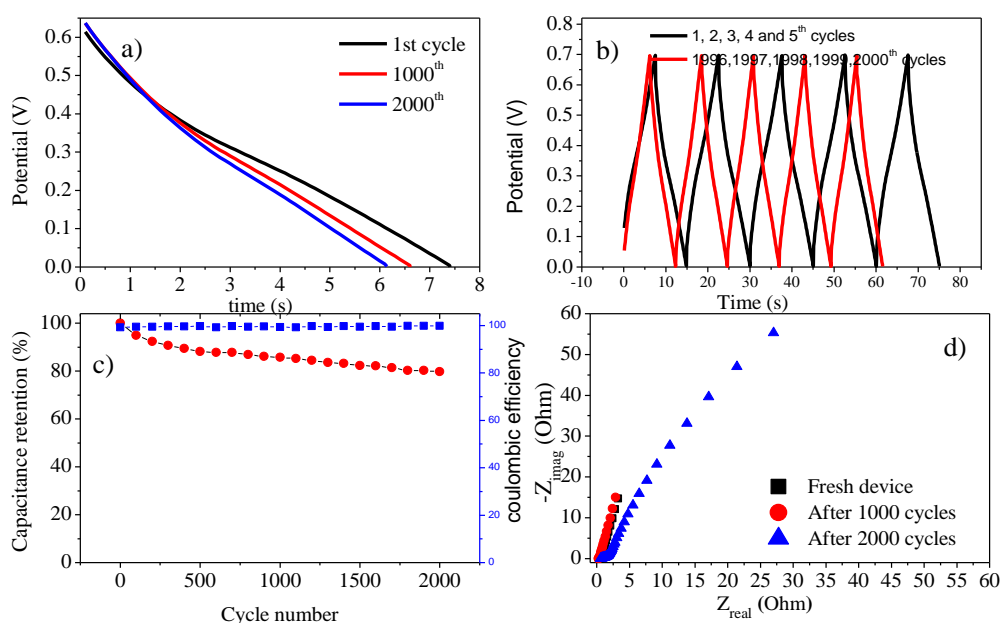 a)
1st cycle
1000th
2000th
Potential (V)
0.6
0.5
0.4
0.3
0.2
0.1
0.0
0 1 2 3 4 5 6 7 8
time (s)
b)
1, 2, 3, 4 and 5th cycles
1996,1997,1998,1999,2000th cycles
Potential (V)
0.8
0.7
0.6
0.5
0.4
0.3
0.2
0.1
0.0
-10 0 10 20 30 40 50 60 70 80
Time (s)
c)
Capacitance retention (%)
100
80
60
40
20
0
0 500 1000 1500 2000
Cycle number
coulombic efficiency
100
80
60
40
20
0
d)
-Zimag (Ohm)
60
50
40
30
20
10
0
Fresh device
After 1000 cycles
After 2000 cycles
0 5 10 15 20 25 30 35 40 45 50 55 60
Zreal (Ohm)